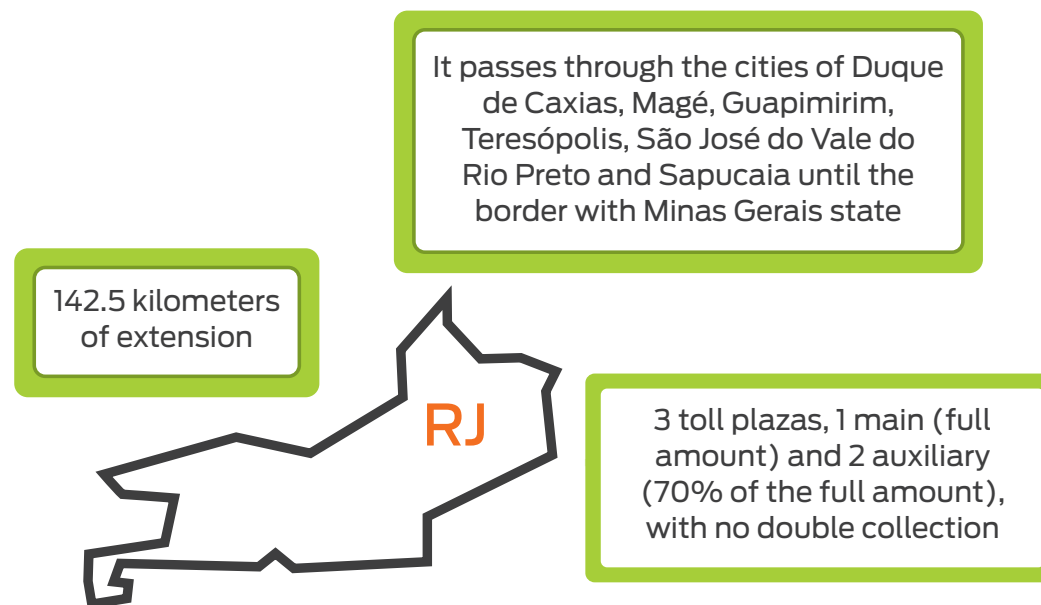 It passes through the cities of Duque
de Caxias, Magé, Guapimirim,
Teresópolis, São José do Vale do
Rio Preto and Sapucaia until the
border with Minas Gerais state
142.5 kilometers
of extension
RJ
3 toll plazas, 1 main (full
amount) and 2 auxiliary
(70% of the full amount),
with no double collection